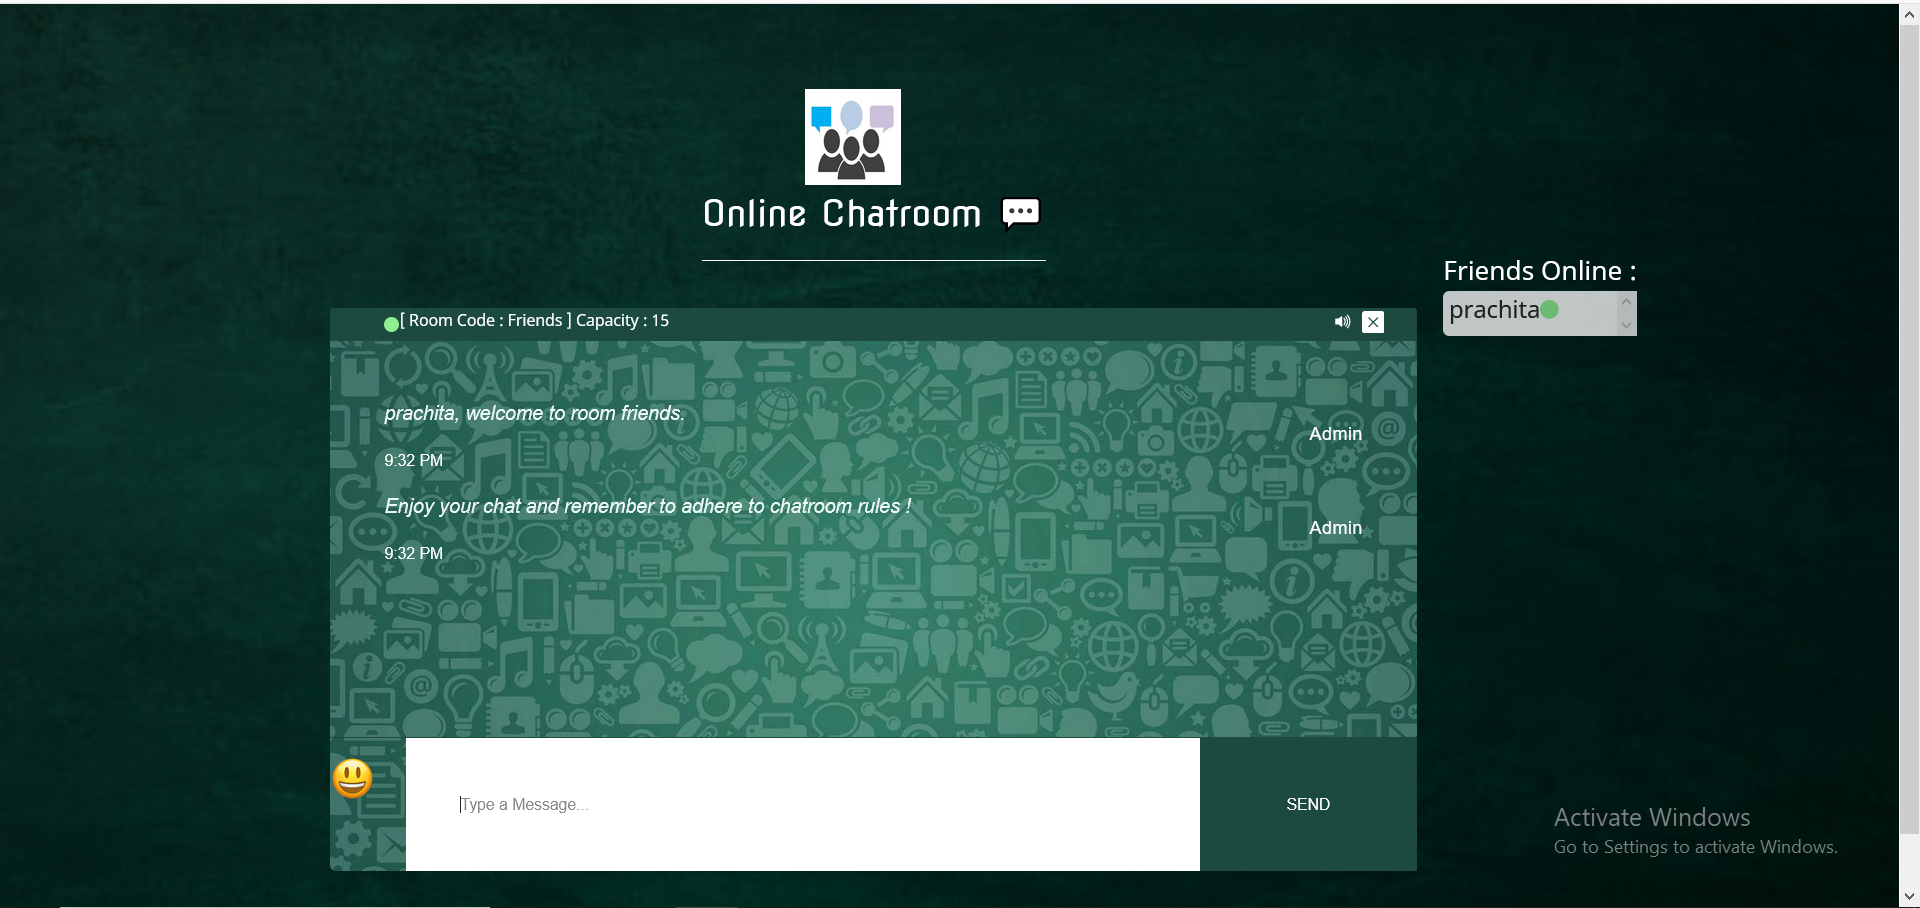 Online Chatroom
Friends Online :
prachita
[ Room Code : Friends ] Capacity : 15
prachita, welcome to room friends.
Admin
9:32 PM
Enjoy your chat and remember to adhere to chatroom rules !
Admin
9:32 PM
Type a Message...
SEND
Activate Windows
Go to Settings to activate Windows.